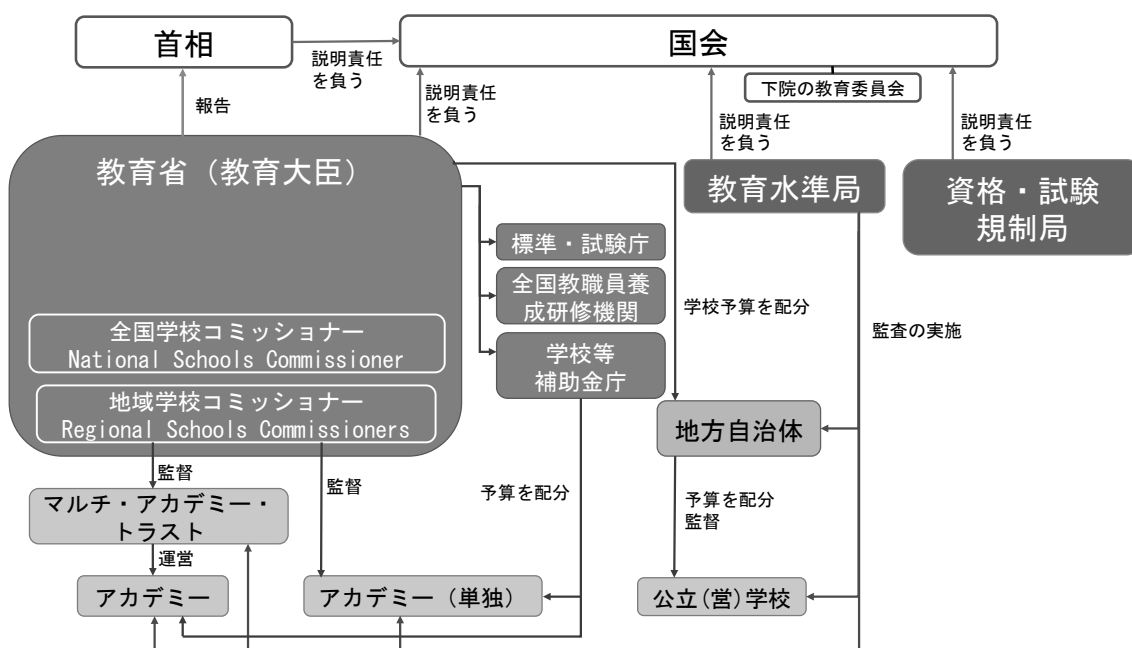 首相
国会
説明責任
を負う
説明責任
を負う
下院の教育委員会
報告
説明責任
を負う
説明責任
を負う
教育省（教育大臣）
教育水準局
資格・試験
規制局
標準・試験庁
全国教職員養
成研修機関
学校予算を配分
監査の実施
全国学校コミッショナー
National Schools Commissioner
学校等
補助金庁
地域学校コミッショナー
Regional Schools Commissioners
地方自治体
監督
監督
予算を配分
予算を配分
監督
マルチ・アカデミー・
トラスト
運営
アカデミー
アカデミー（単独）
公立(営)学校